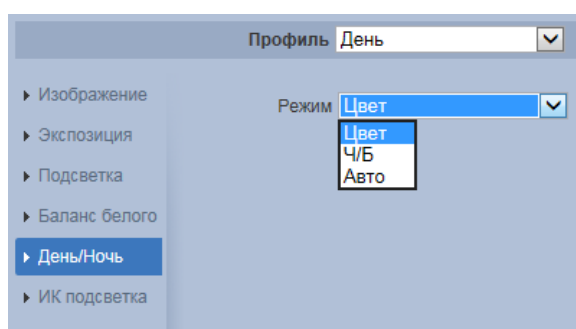 Профиль День
Изображение
Режим Цвет
Экспозиция
Цвет
Ч/Б
Подсветка
Авто
Баланс белого
День/Ночь
ИК подсветка